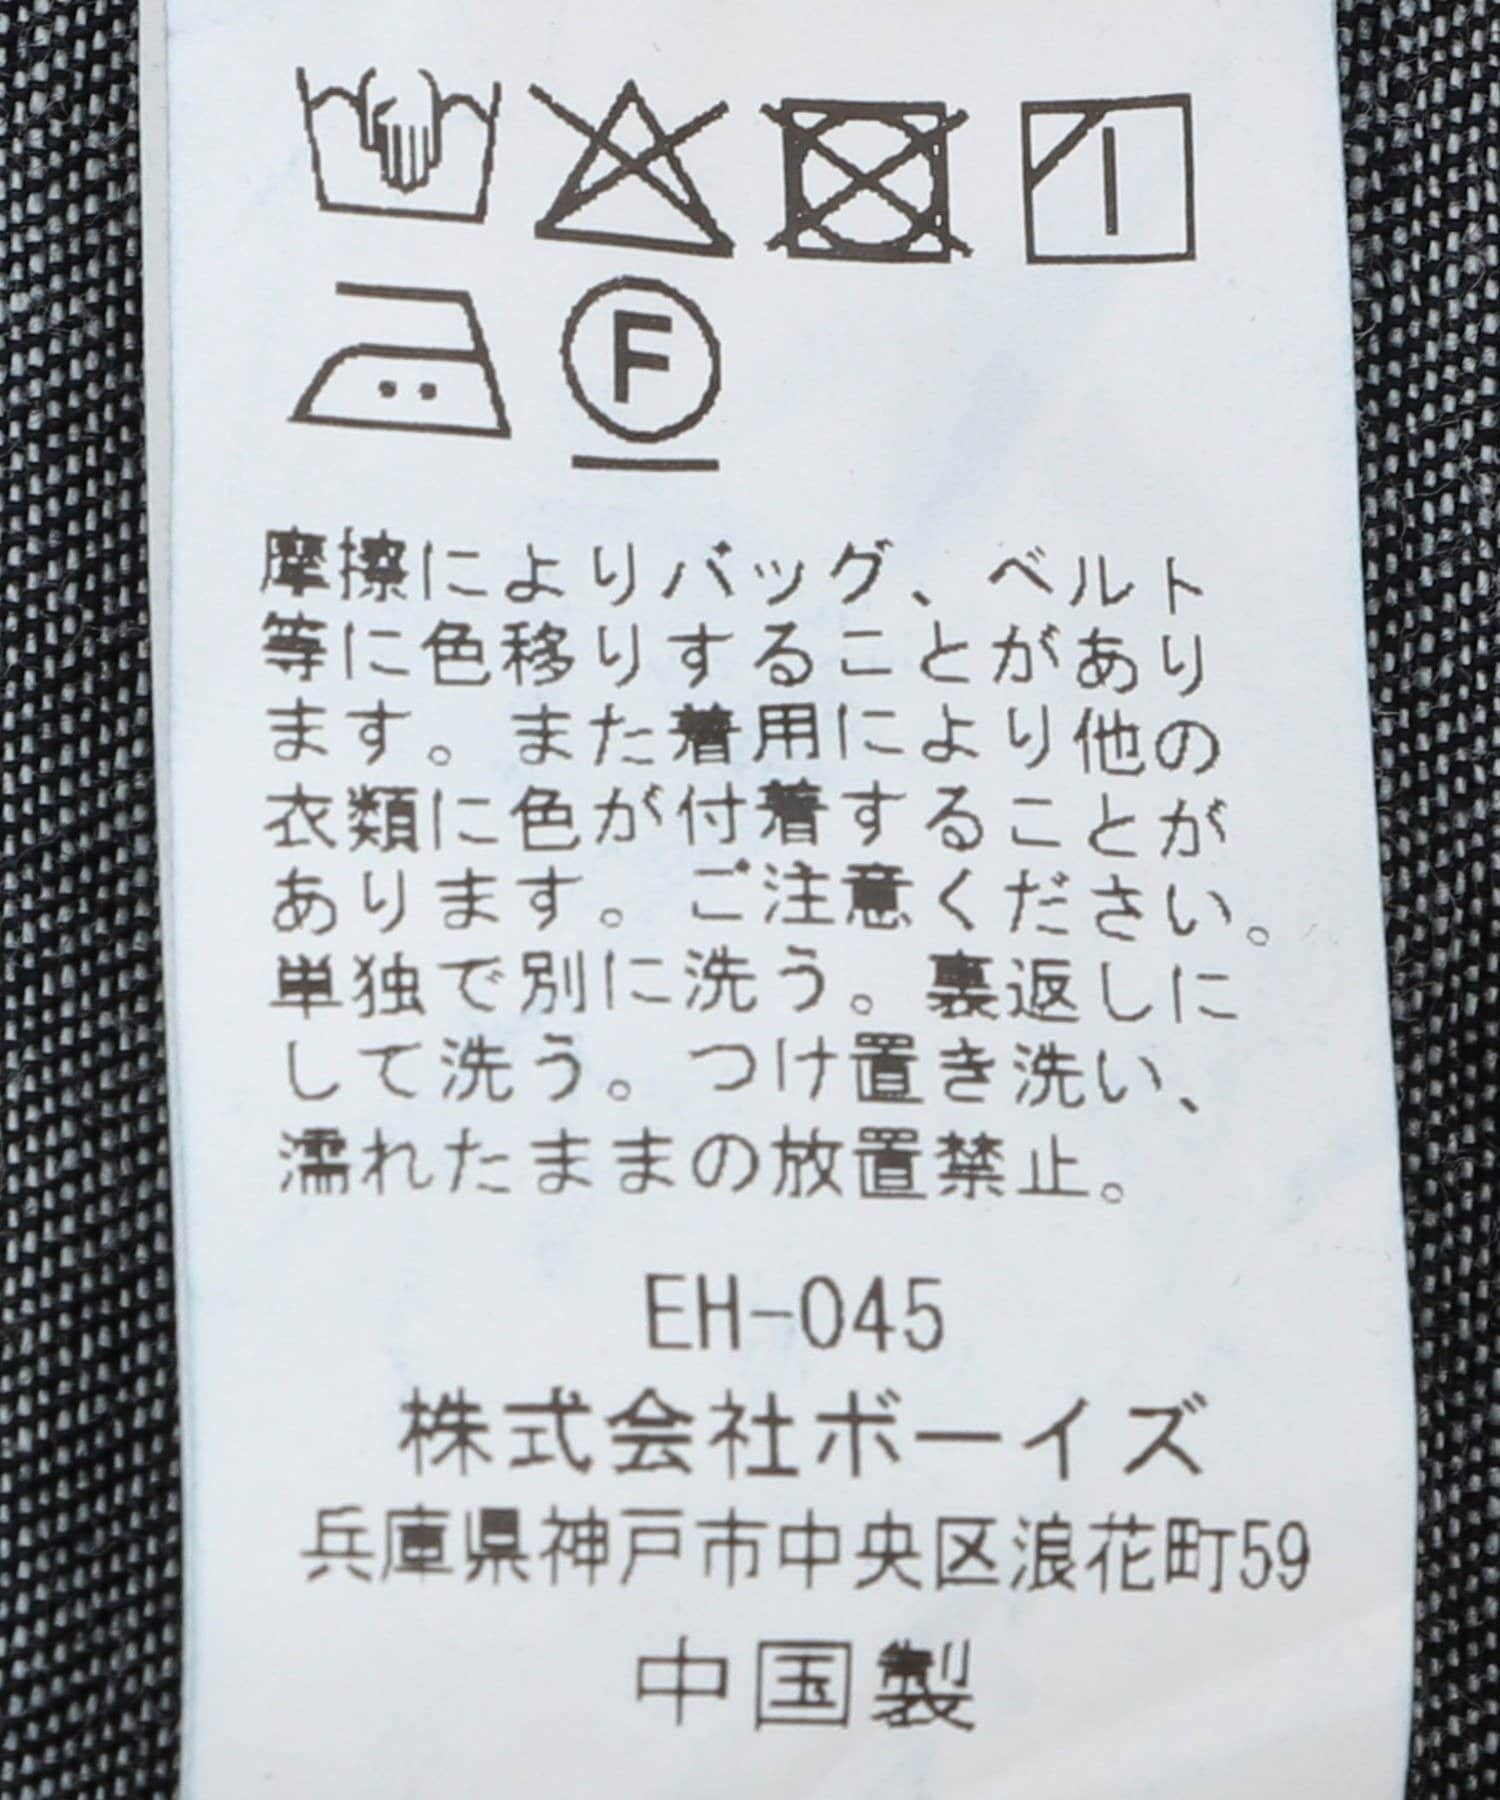 F
摩擦によりバッグ、ベルト
等に色移りすることがあり
ます。また着用により他の
衣類に色が付着することが
あります。ご注意ください。
単独で別に洗う。裏返しに
して洗う。つけ置き洗い、
濡れたままの放置禁止。
EH-045
株式会社ボーイズ
兵庫県神戸市中央区浪花町59
中国製